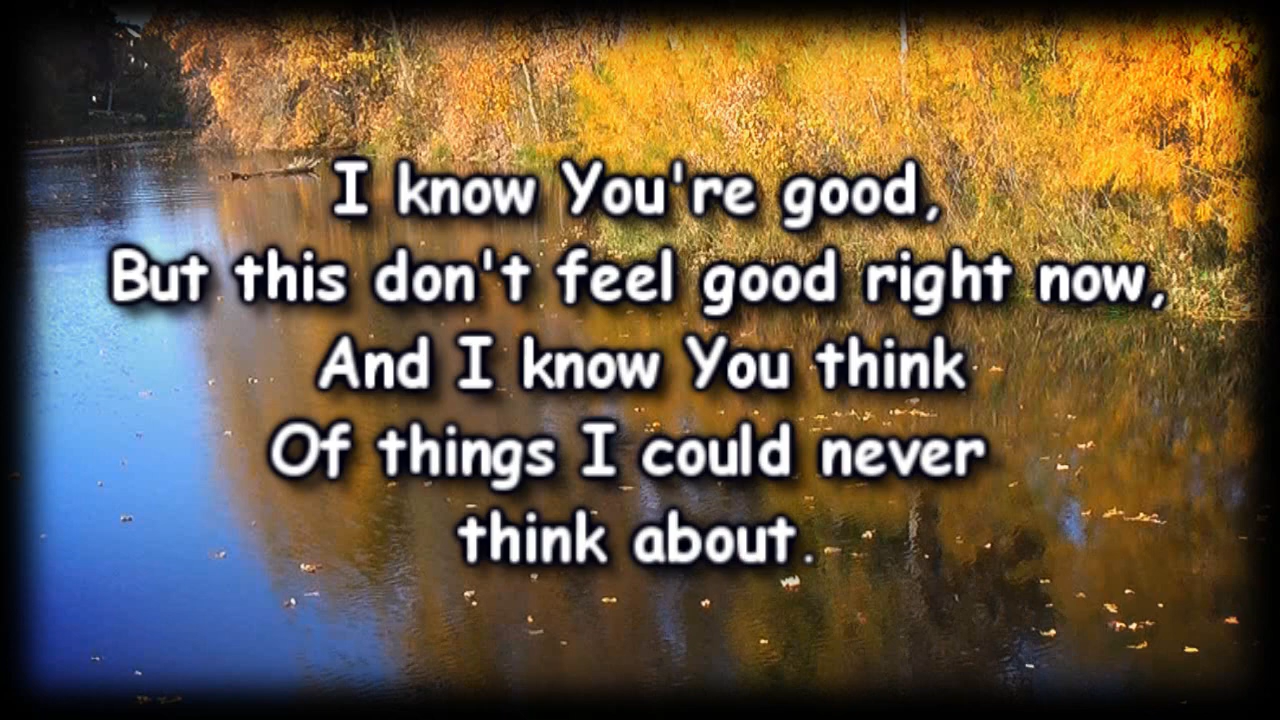 I know You're good,
But this don't feel good right now,
And I know You think
Of things I could never
think about.